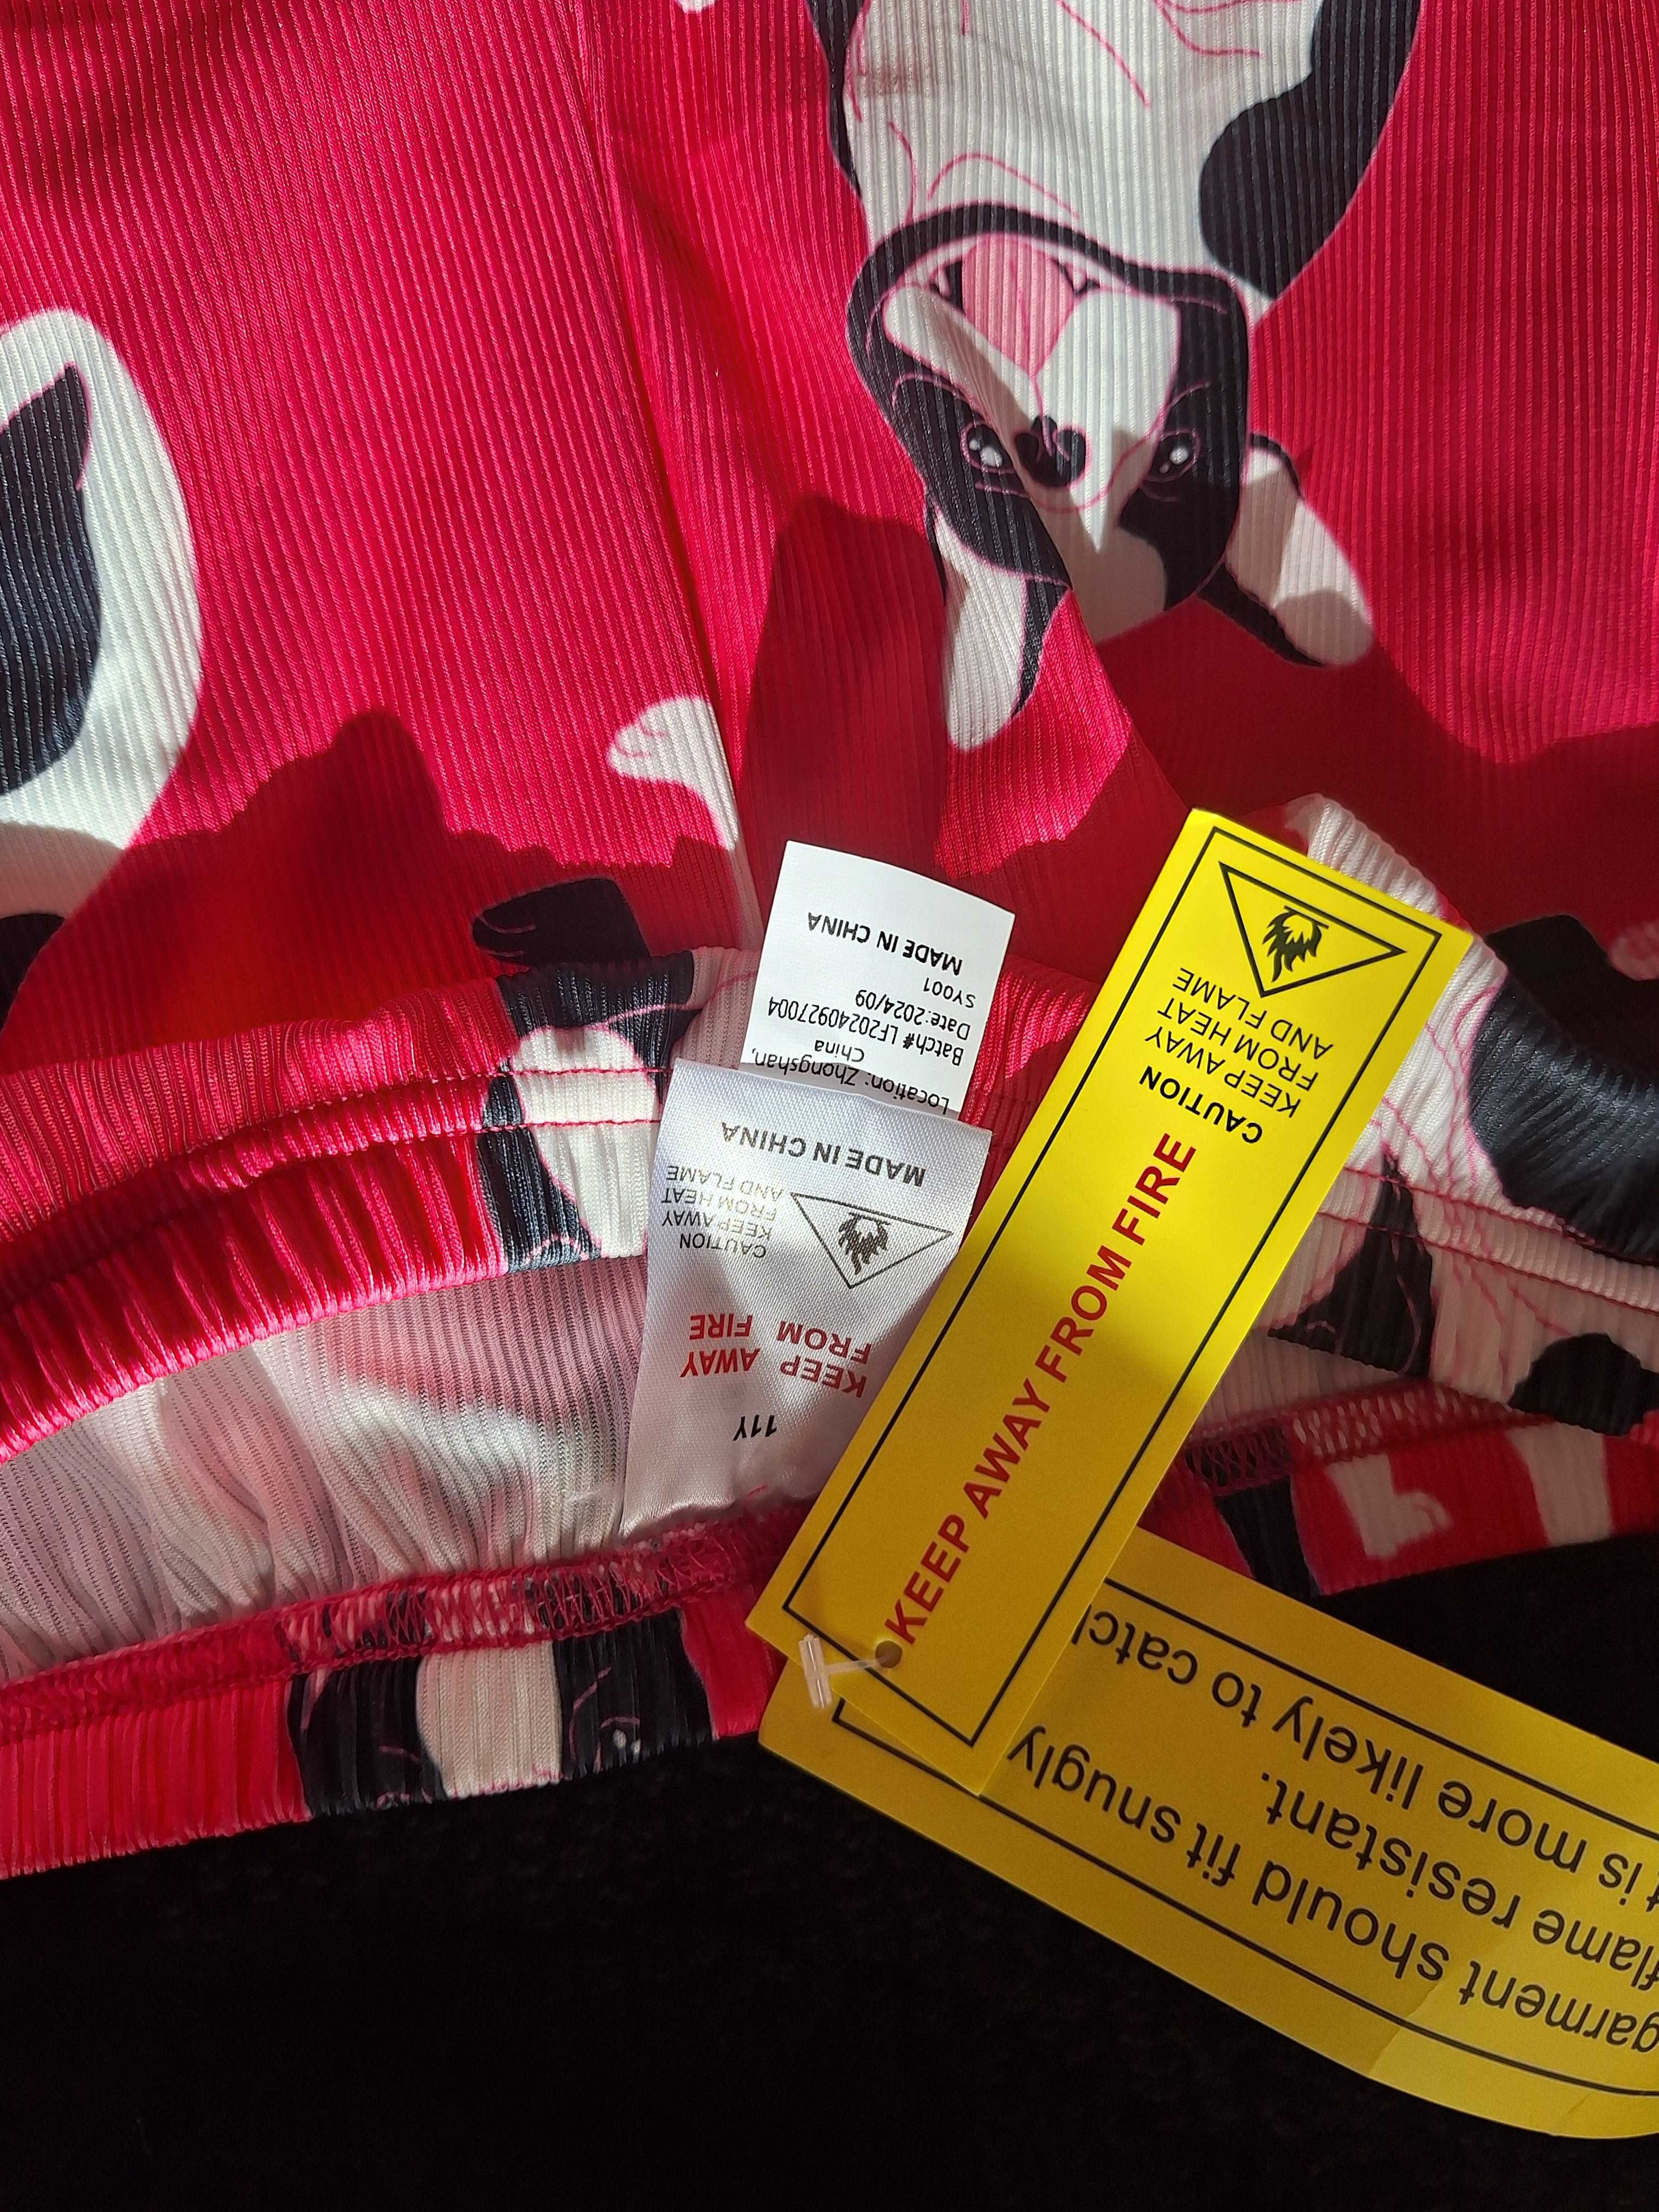 11Y
KEEP AWAY
FROM FIRE
CAUTION
KEEP AWAY
FROM HEAT
AND FLAME
MADE IN CHINA
Location: Zhongshan,
China
Batch# LF20240927004
Date:2024/09
SY001
MADE IN CHINA
KEEP AWAY FROM FIRE
CAUTION
KEEP AWAY
FROM HEAT
AND FLAME
garment should fit snugly
flame resistant.
is more likely to